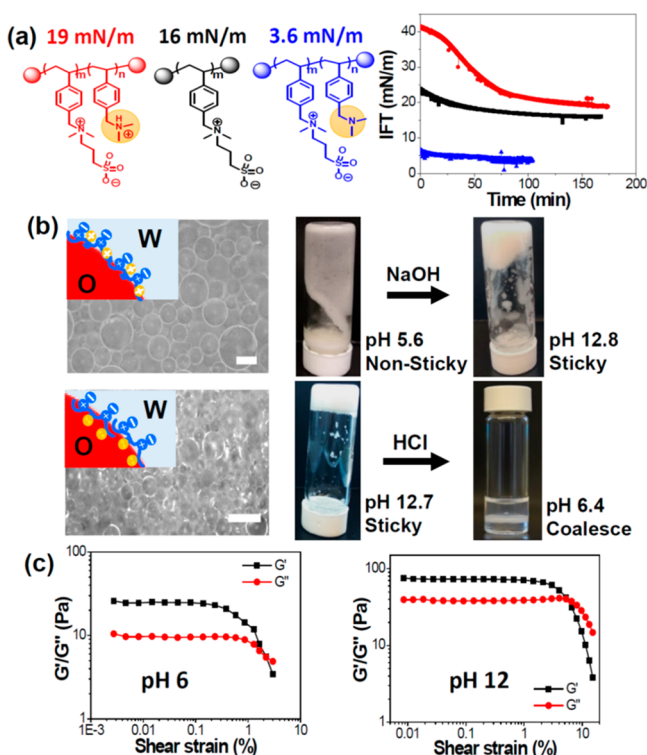 (a) 19 mN/m 16 mN/m 3.6 mN/m
m n m m n
N⊕ HN⊕ N⊕ N⊕ N
O=S=O O=S=O O=S=O
O⊖ O⊖ O⊖
IFT (mN/m)
40
30
20
10
0
0 50 100 150 200
Time (min)
(b)
W
O
NaOH
pH 5.6
Non-Sticky
pH 12.8
Sticky
W
O
HCl
pH 12.7
Sticky
pH 6.4
Coalesce
(c)
G'/G'' (Pa)
100
10
1
G'
G''
pH 6
1E-3 0.01 0.1 1 10
Shear strain (%)
G'/G'' (Pa)
100
10
1
pH 12
G'
G''
0.01 0.1 1 10
Shear strain (%)